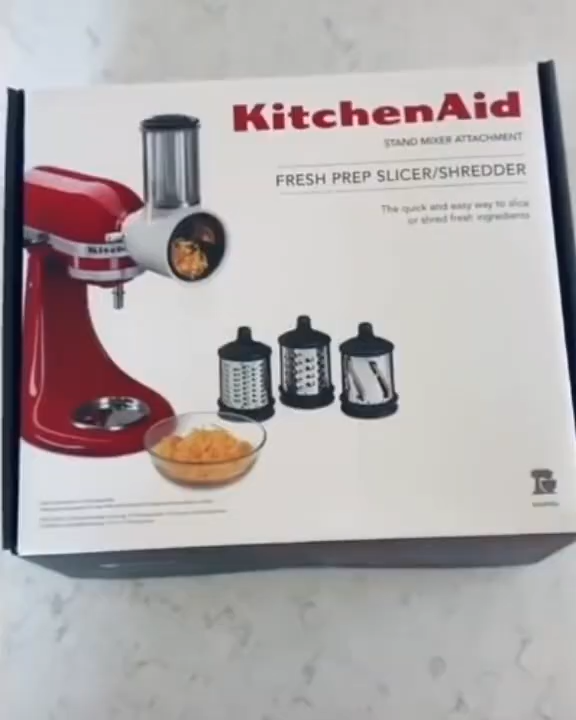 KitchenAid
STAND MIXER ATTACHMENT
FRESH PREP SLICER/SHREDDER
The quick and easy way to slice
or shred fresh ingredients